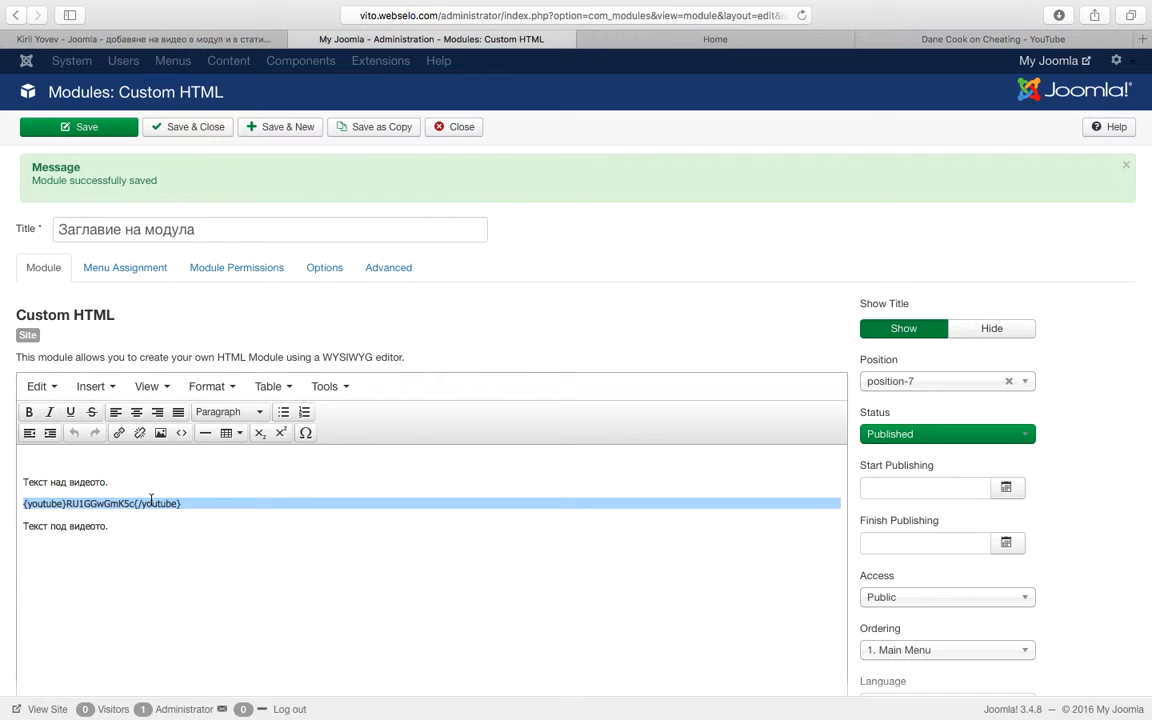 vito.webselo.com/administrator/index.php?option=com_modules&view=module&layout=edit&
Kiril Yovev - Joomla - добавяне на видео в модул и в стати...
My Joomla - Administration - Modules: Custom HTML
Home
Dane Cook on Cheating - YouTube
System
Users
Menus
Content
Components
Extensions
Help
My Joomla
Modules: Custom HTML
Joomla!®
Save
Save & Close
Save & New
Save as Copy
Close
Help
Message
Module successfully saved
×
Title *
Заглавие на модула
Module
Menu Assignment
Module Permissions
Options
Advanced
Custom HTML
Site
This module allows you to create your own HTML Module using a WYSIWYG editor.
Edit
Insert
View
Format
Table
Tools
Paragraph
Текст над видеото.
{youtube}RU1GGwGmK5c{/youtube}
Текст под видеото.
Show Title
Show
Hide
Position
position-7
Status
Published
Start Publishing
Finish Publishing
Access
Public
Ordering
1. Main Menu
Language
View Site
0 Visitors
1 Administrator
0
Log out
Joomla! 3.4.8 — © 2016 My Joomla